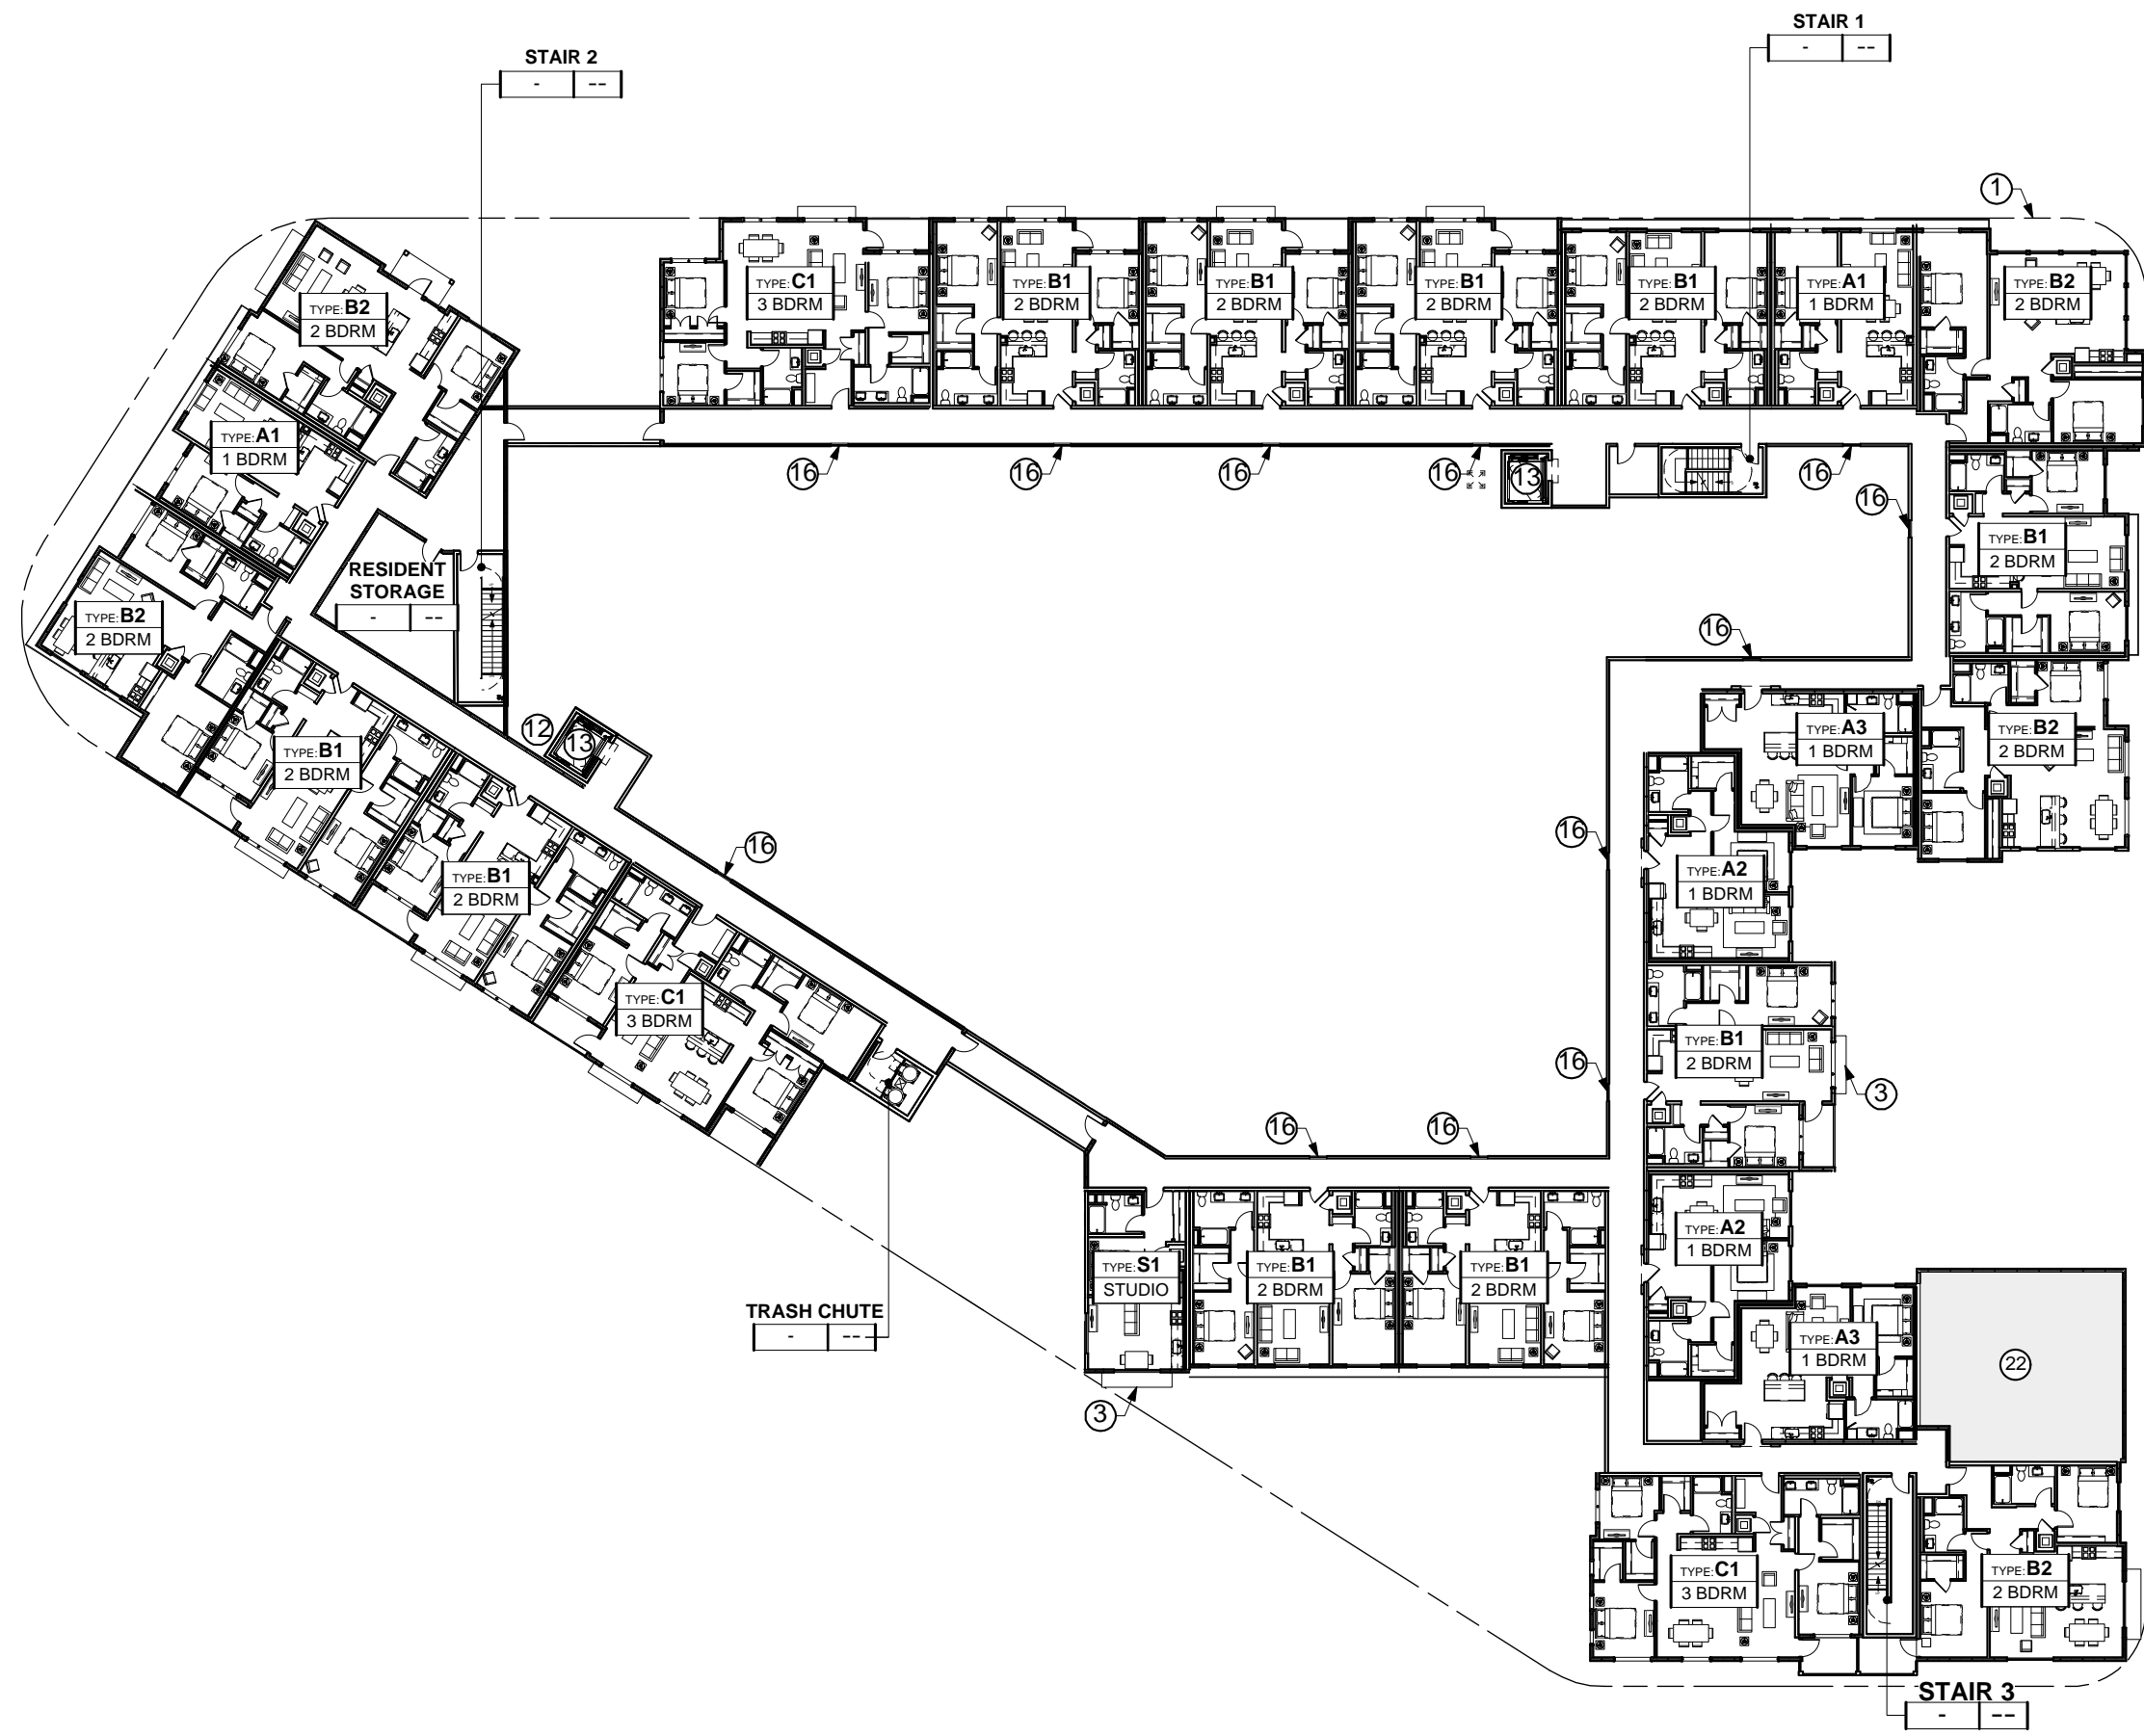 STAIR 1
- --
STAIR 2
- --
1
TYPE: C1
3 BDRM
TYPE: B1
2 BDRM
TYPE: B1
2 BDRM
TYPE: B1
2 BDRM
TYPE: B1
2 BDRM
TYPE: A1
1 BDRM
TYPE: B2
2 BDRM
TYPE: B2
2 BDRM
TYPE: A1
1 BDRM
16
16
16
16
13
16
16
TYPE: B1
2 BDRM
RESIDENT
STORAGE
- --
TYPE: B2
2 BDRM
16
TYPE: A3
1 BDRM
TYPE: B2
2 BDRM
12
13
TYPE: B1
2 BDRM
16
16
TYPE: A2
1 BDRM
TYPE: B1
2 BDRM
TYPE: C1
3 BDRM
TYPE: B1
2 BDRM
16
3
16
16
TYPE: A2
1 BDRM
TYPE: S1
STUDIO
TYPE: B1
2 BDRM
TYPE: B1
2 BDRM
TRASH CHUTE
- --
TYPE: A3
1 BDRM
22
3
TYPE: C1
3 BDRM
TYPE: B2
2 BDRM
STAIR 3
- --